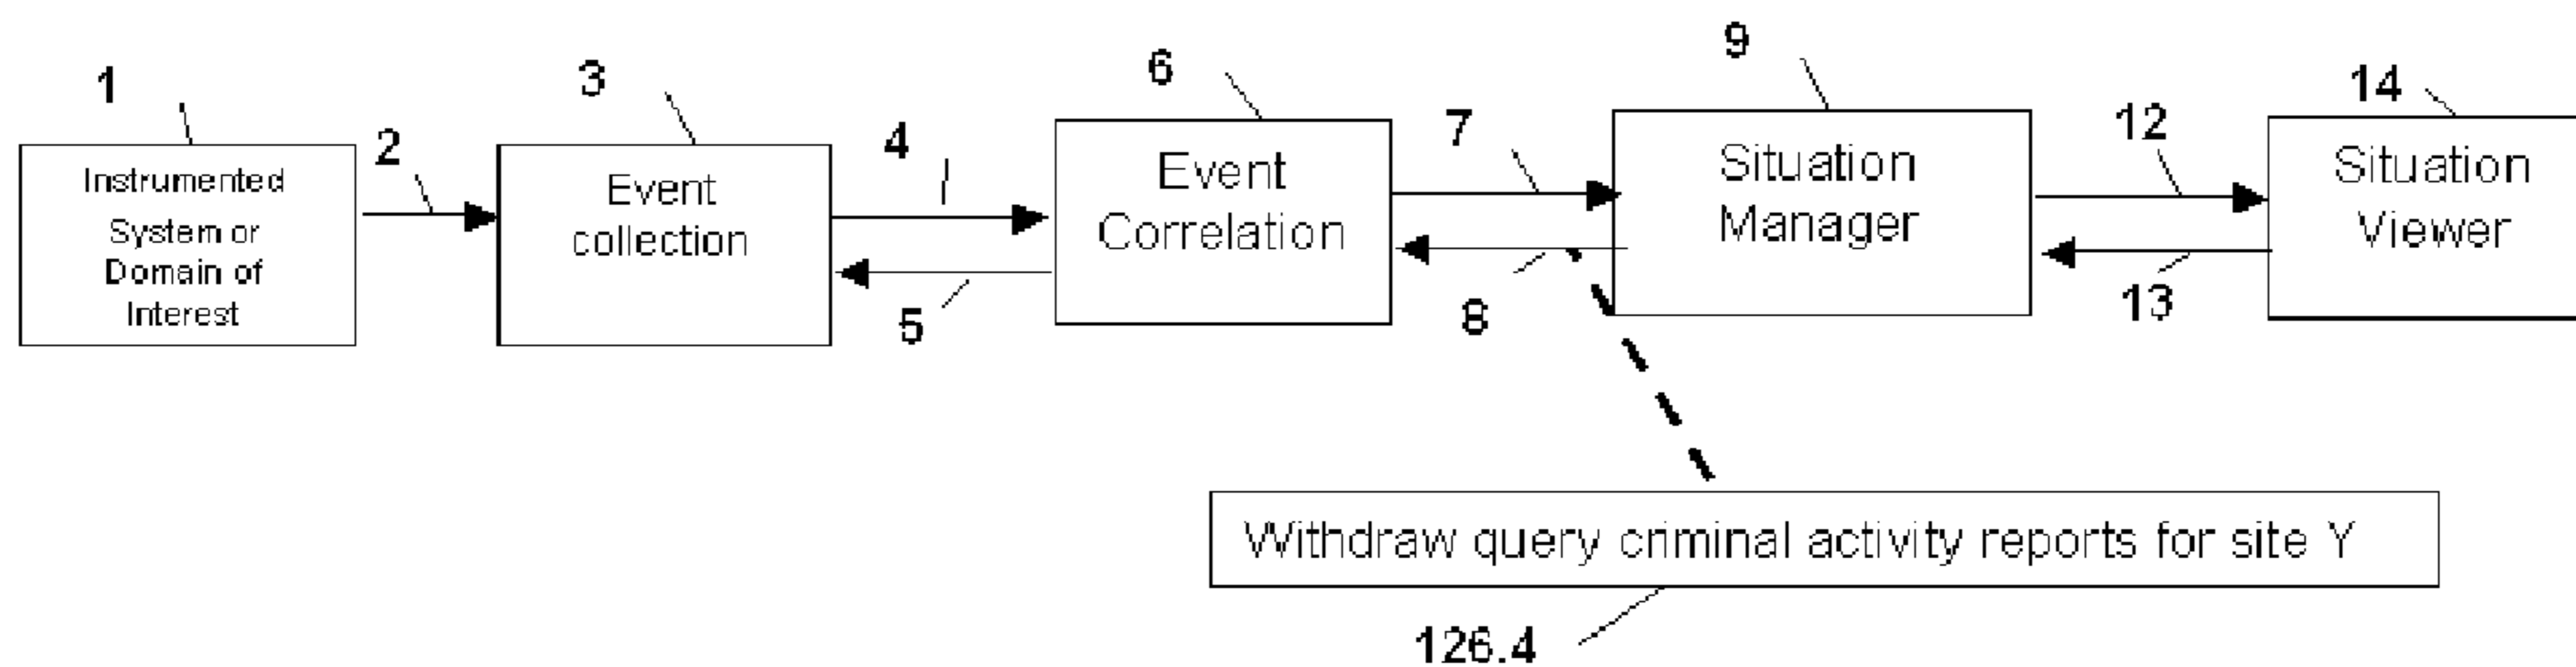 1
Instrumented
System or
Domain of
Interest
2
3
Event
collection
4
5
6
Event
Correlation
7
8
9
Situation
Manager
12
13
14
Situation
Viewer
Withdraw query criminal activity reports for site Y
126.4